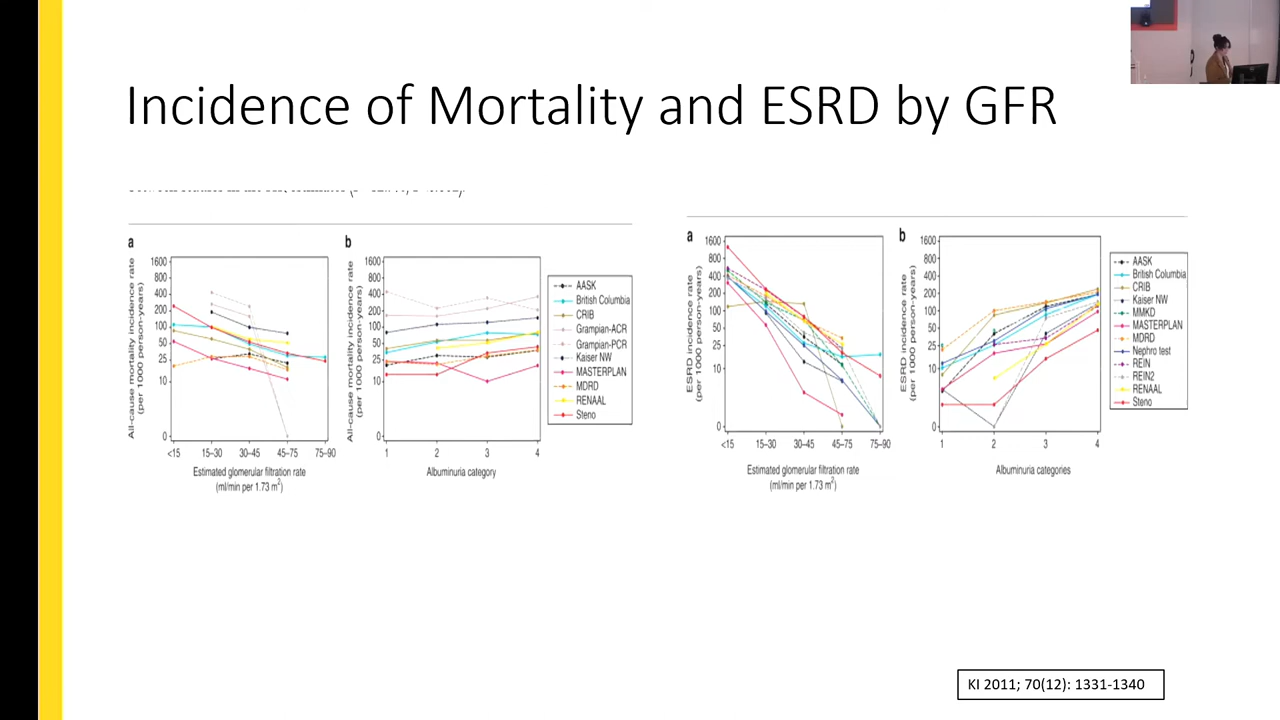 Incidence of Mortality and ESRD by GFR
a
All-cause mortality incidence rate
(per 1000 person-years)
1600
800
400
200
100
50
25
10
0
<15
15–30
30–45
45–75
75–90
Estimated glomerular filtration rate
(ml/min per 1.73 m²)
b
All-cause mortality incidence rate
(per 1000 person-years)
1600
800
400
200
100
50
25
10
0
1
2
3
4
Albuminuria category
AASK
British Columbia
CRIB
Grampian-ACR
Grampian-PCR
Kaiser NW
MASTERPLAN
MDRD
RENAAL
Steno
a
ESRD incidence rate
(per 1000 person-years)
1600
800
400
200
100
50
25
10
0
<15
15–30
30–45
45–75
75–90
Estimated glomerular filtration rate
(ml/min per 1.73 m²)
b
ESRD incidence rate
(per 1000 person-years)
1600
800
400
200
100
50
25
10
0
1
2
3
4
Albuminuria categories
AASK
British Columbia
CRIB
Kaiser NW
MMKD
MASTERPLAN
MDRD
Nephro test
REIN
REIN2
RENAAL
Steno
KI 2011; 70(12): 1331-1340